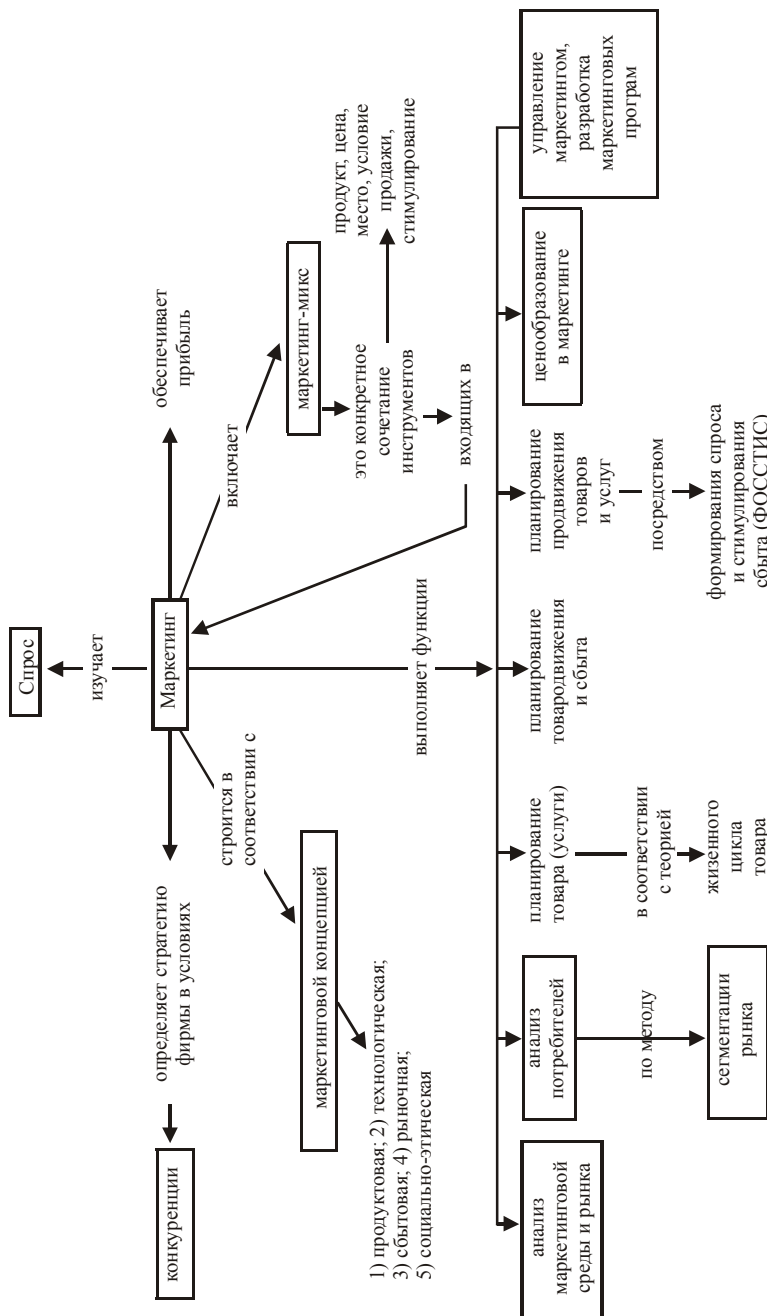 Спрос
изучает
Маркетинг
обеспечивает
прибыль
определяет стратегию
фирмы в условиях
конкуренции
строится в
соответствии с
маркетинговой концепцией
1) продуктовая; 2) технологическая;
3) сбытовая; 4) рыночная;
5) социально-этическая
включает
маркетинг-микс
это конкретное
сочетание
инструментов
продукт, цена,
место, условие
продажи,
стимулирование
входящих в
выполняет функции
анализ
маркетинговой
среды и рынка
анализ
потребителей
по методу
сегментации
рынка
планирование
товара (услуги)
в соответствии
с теорией
жизенного
цикла
товара
планирование
товародвижения
и сбыта
планирование
продвижения
товаров
и услуг
посредством
формирования спроса
и стимулирования
сбыта (ФОССТИС)
ценообразование
в маркетинге
управление
маркетингом,
разработка
маркетинговых
програм